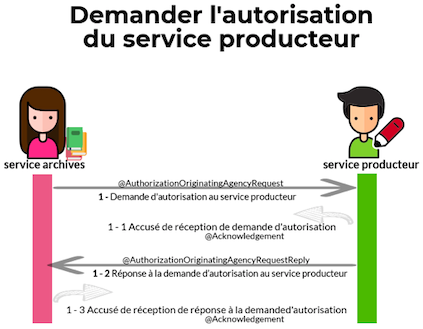 Demander l'autorisation
du service producteur
service archives
service producteur
@AuthorizationOriginatingAgencyRequest
1 - Demande d'autorisation au service producteur
1 - 1 Accusé de réception de demande d'autorisation
@Acknowledgement
@AuthorizationOriginatingAgencyRequestReply
1 - 2 Réponse à la demande d'autorisation au service producteur
1 - 3 Accusé de réception de réponse à la demanded'autorisation
@Acknowledgement